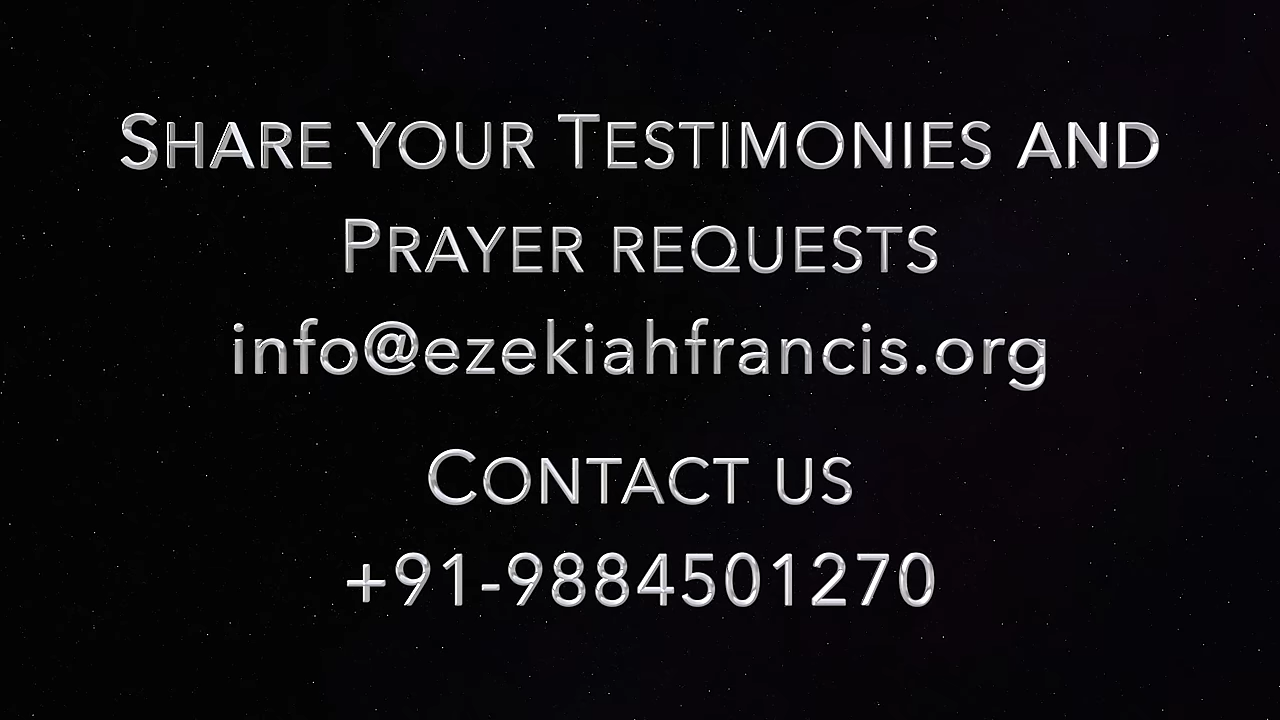 Share your Testimonies and
Prayer requests
info@ezekiahfrancis.org
Contact us
+91-9884501270